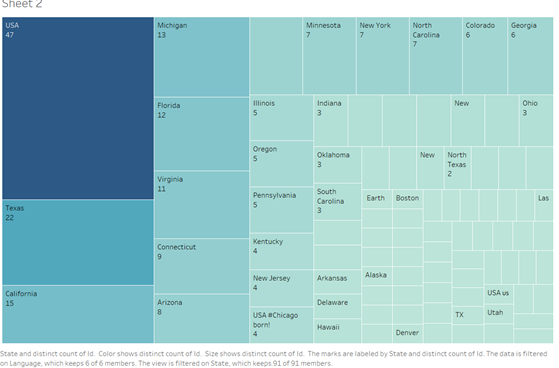 Sheet 2
USA
47
Texas
22
California
15
Michigan
13
Florida
12
Virginia
11
Connecticut
9
Arizona
8
Minnesota
7
New York
7
North
Carolina
7
Colorado
6
Georgia
6
Illinois
5
Oregon
5
Pennsylvania
5
Kentucky
4
New Jersey
4
USA #Chicago
born!
4
Indiana
3
New
Ohio
3
Oklahoma
3
New
North
Texas
2
South
Carolina
3
Earth
Boston
Las
Arkansas
Alaska
Delaware
USA us
Hawaii
Denver
TX
Utah
State and distinct count of Id. Color shows distinct count of Id. Size shows distinct count of Id. The marks are labeled by State and distinct count of Id. The data is filtered
on Language, which keeps 6 of 6 members. The view is filtered on State, which keeps 91 of 91 members.